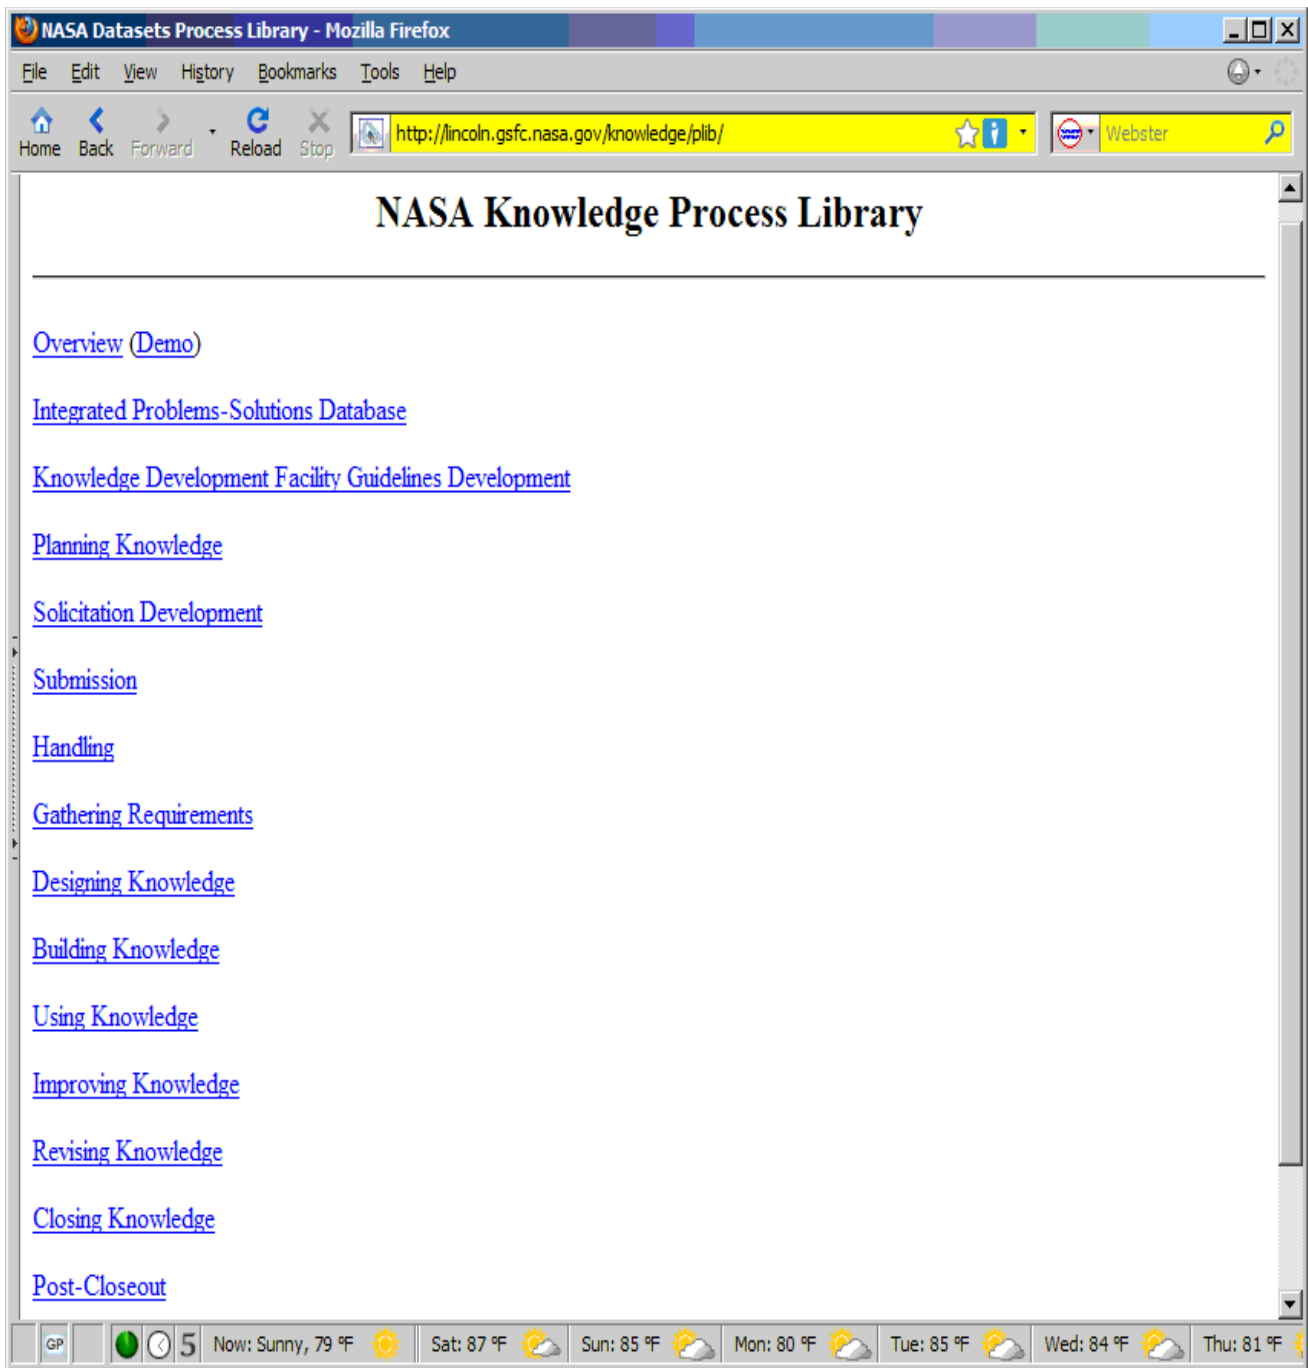 NASA Datasets Process Library - Mozilla Firefox
File Edit View History Bookmarks Tools Help
Home Back Forward Reload Stop http://lincoln.gsfc.nasa.gov/knowledge/plib/ Webster
NASA Knowledge Process Library
Overview (Demo)
Integrated Problems-Solutions Database
Knowledge Development Facility Guidelines Development
Planning Knowledge
Solicitation Development
Submission
Handling
Gathering Requirements
Designing Knowledge
Building Knowledge
Using Knowledge
Improving Knowledge
Revising Knowledge
Closing Knowledge
Post-Closeout
GP 5 Now: Sunny, 79 °F Sat: 87 °F Sun: 85 °F Mon: 80 °F Tue: 85 °F Wed: 84 °F Thu: 81 °F